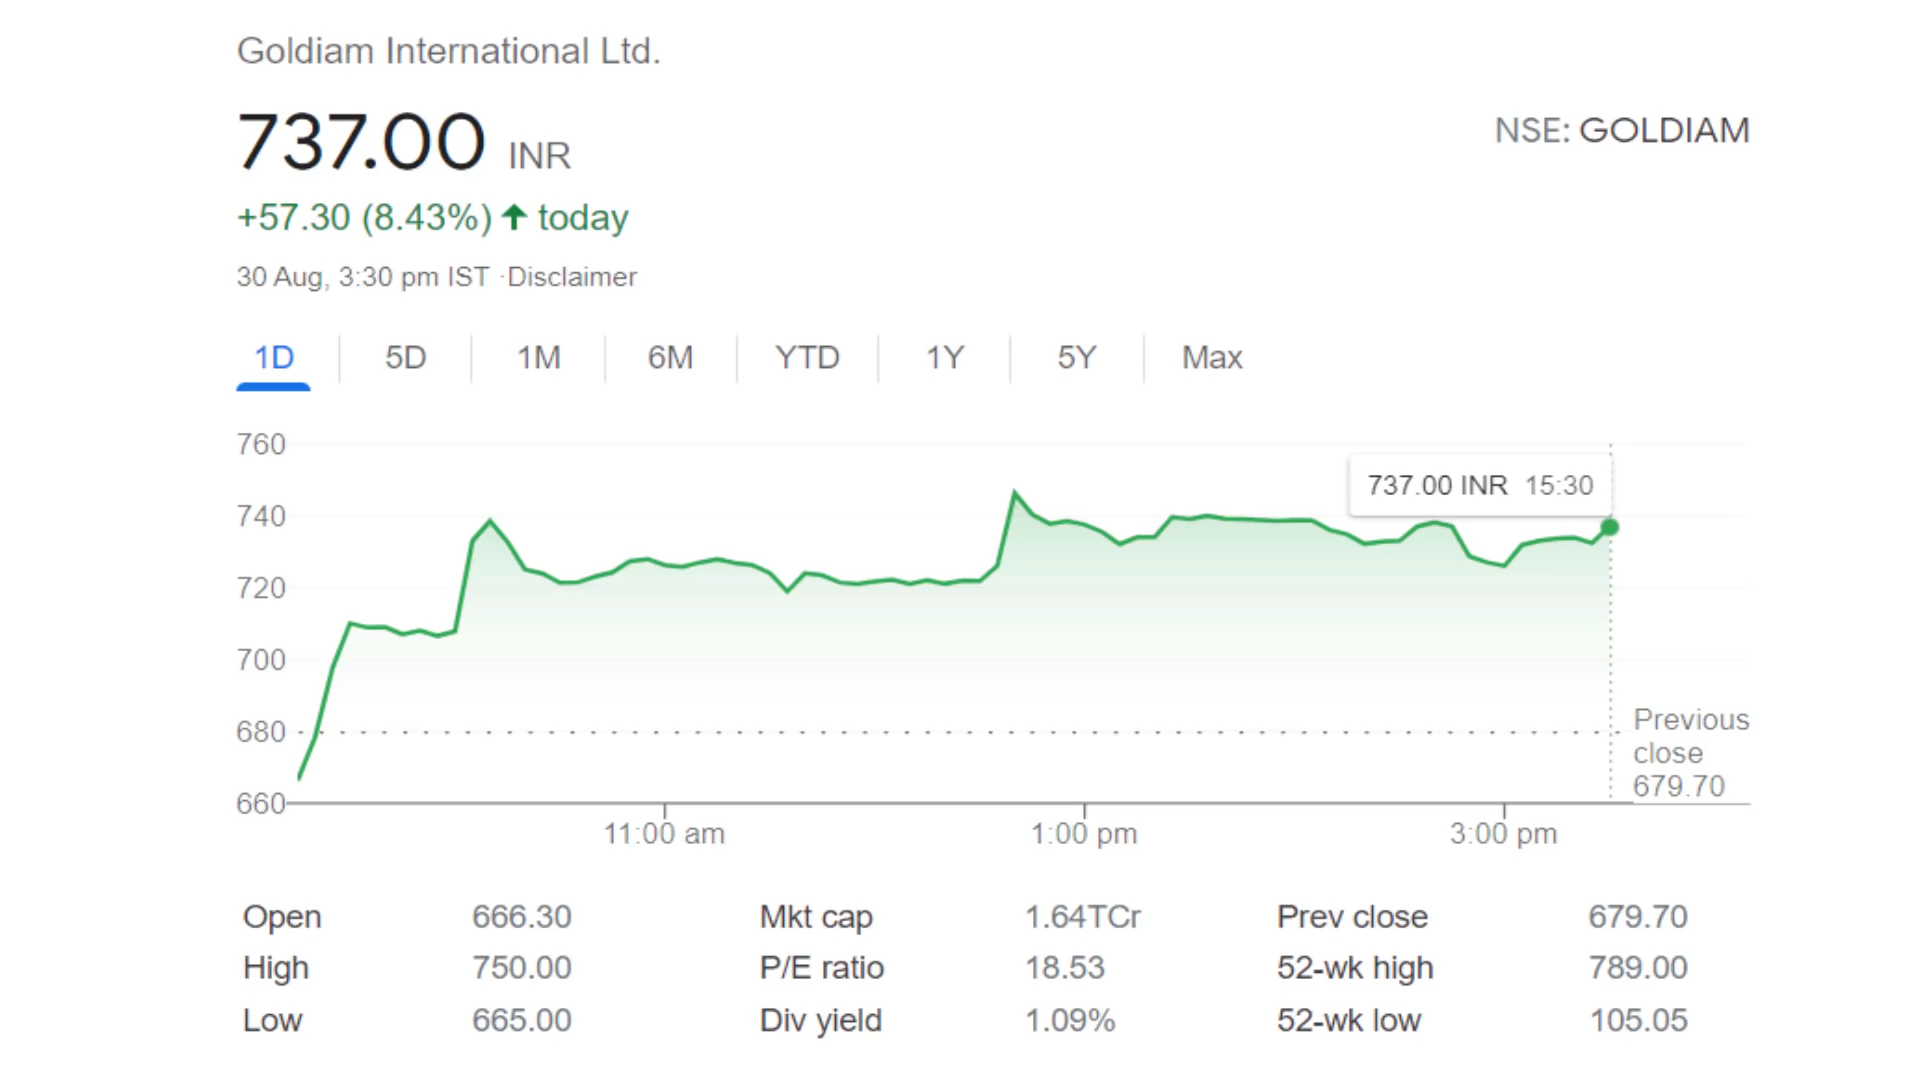 Goldiam International Ltd.
737.00 INR
NSE: GOLDIAM
+57.30 (8.43%) ↑ today
30 Aug, 3:30 pm IST ·Disclaimer
1D 5D 1M 6M YTD 1Y 5Y Max
760
737.00 INR 15:30
740
720
700
680
Previous
close
679.70
660
11:00 am 1:00 pm 3:00 pm
Open 666.30 Mkt cap 1.64TCr Prev close 679.70
High 750.00 P/E ratio 18.53 52-wk high 789.00
Low 665.00 Div yield 1.09% 52-wk low 105.05